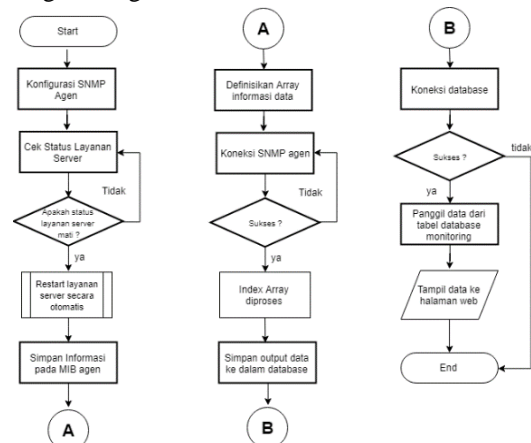 Start
Konfigurasi SNMP
Agen
Cek Status Layanan
Server
Tidak
Apakah status
layanan server
mati ?
ya
Restart layanan
server secara
otomatis
Simpan Informasi
pada MIB agen
A
A
Definisikan Array
informasi data
Koneksi SNMP agen
Tidak
Sukses ?
ya
Index Array
diproses
Simpan output data
ke dalam database
B
B
Koneksi database
tidak
Sukses ?
ya
Panggil data dari
tabel database
monitoring
Tampil data ke
halaman web
End